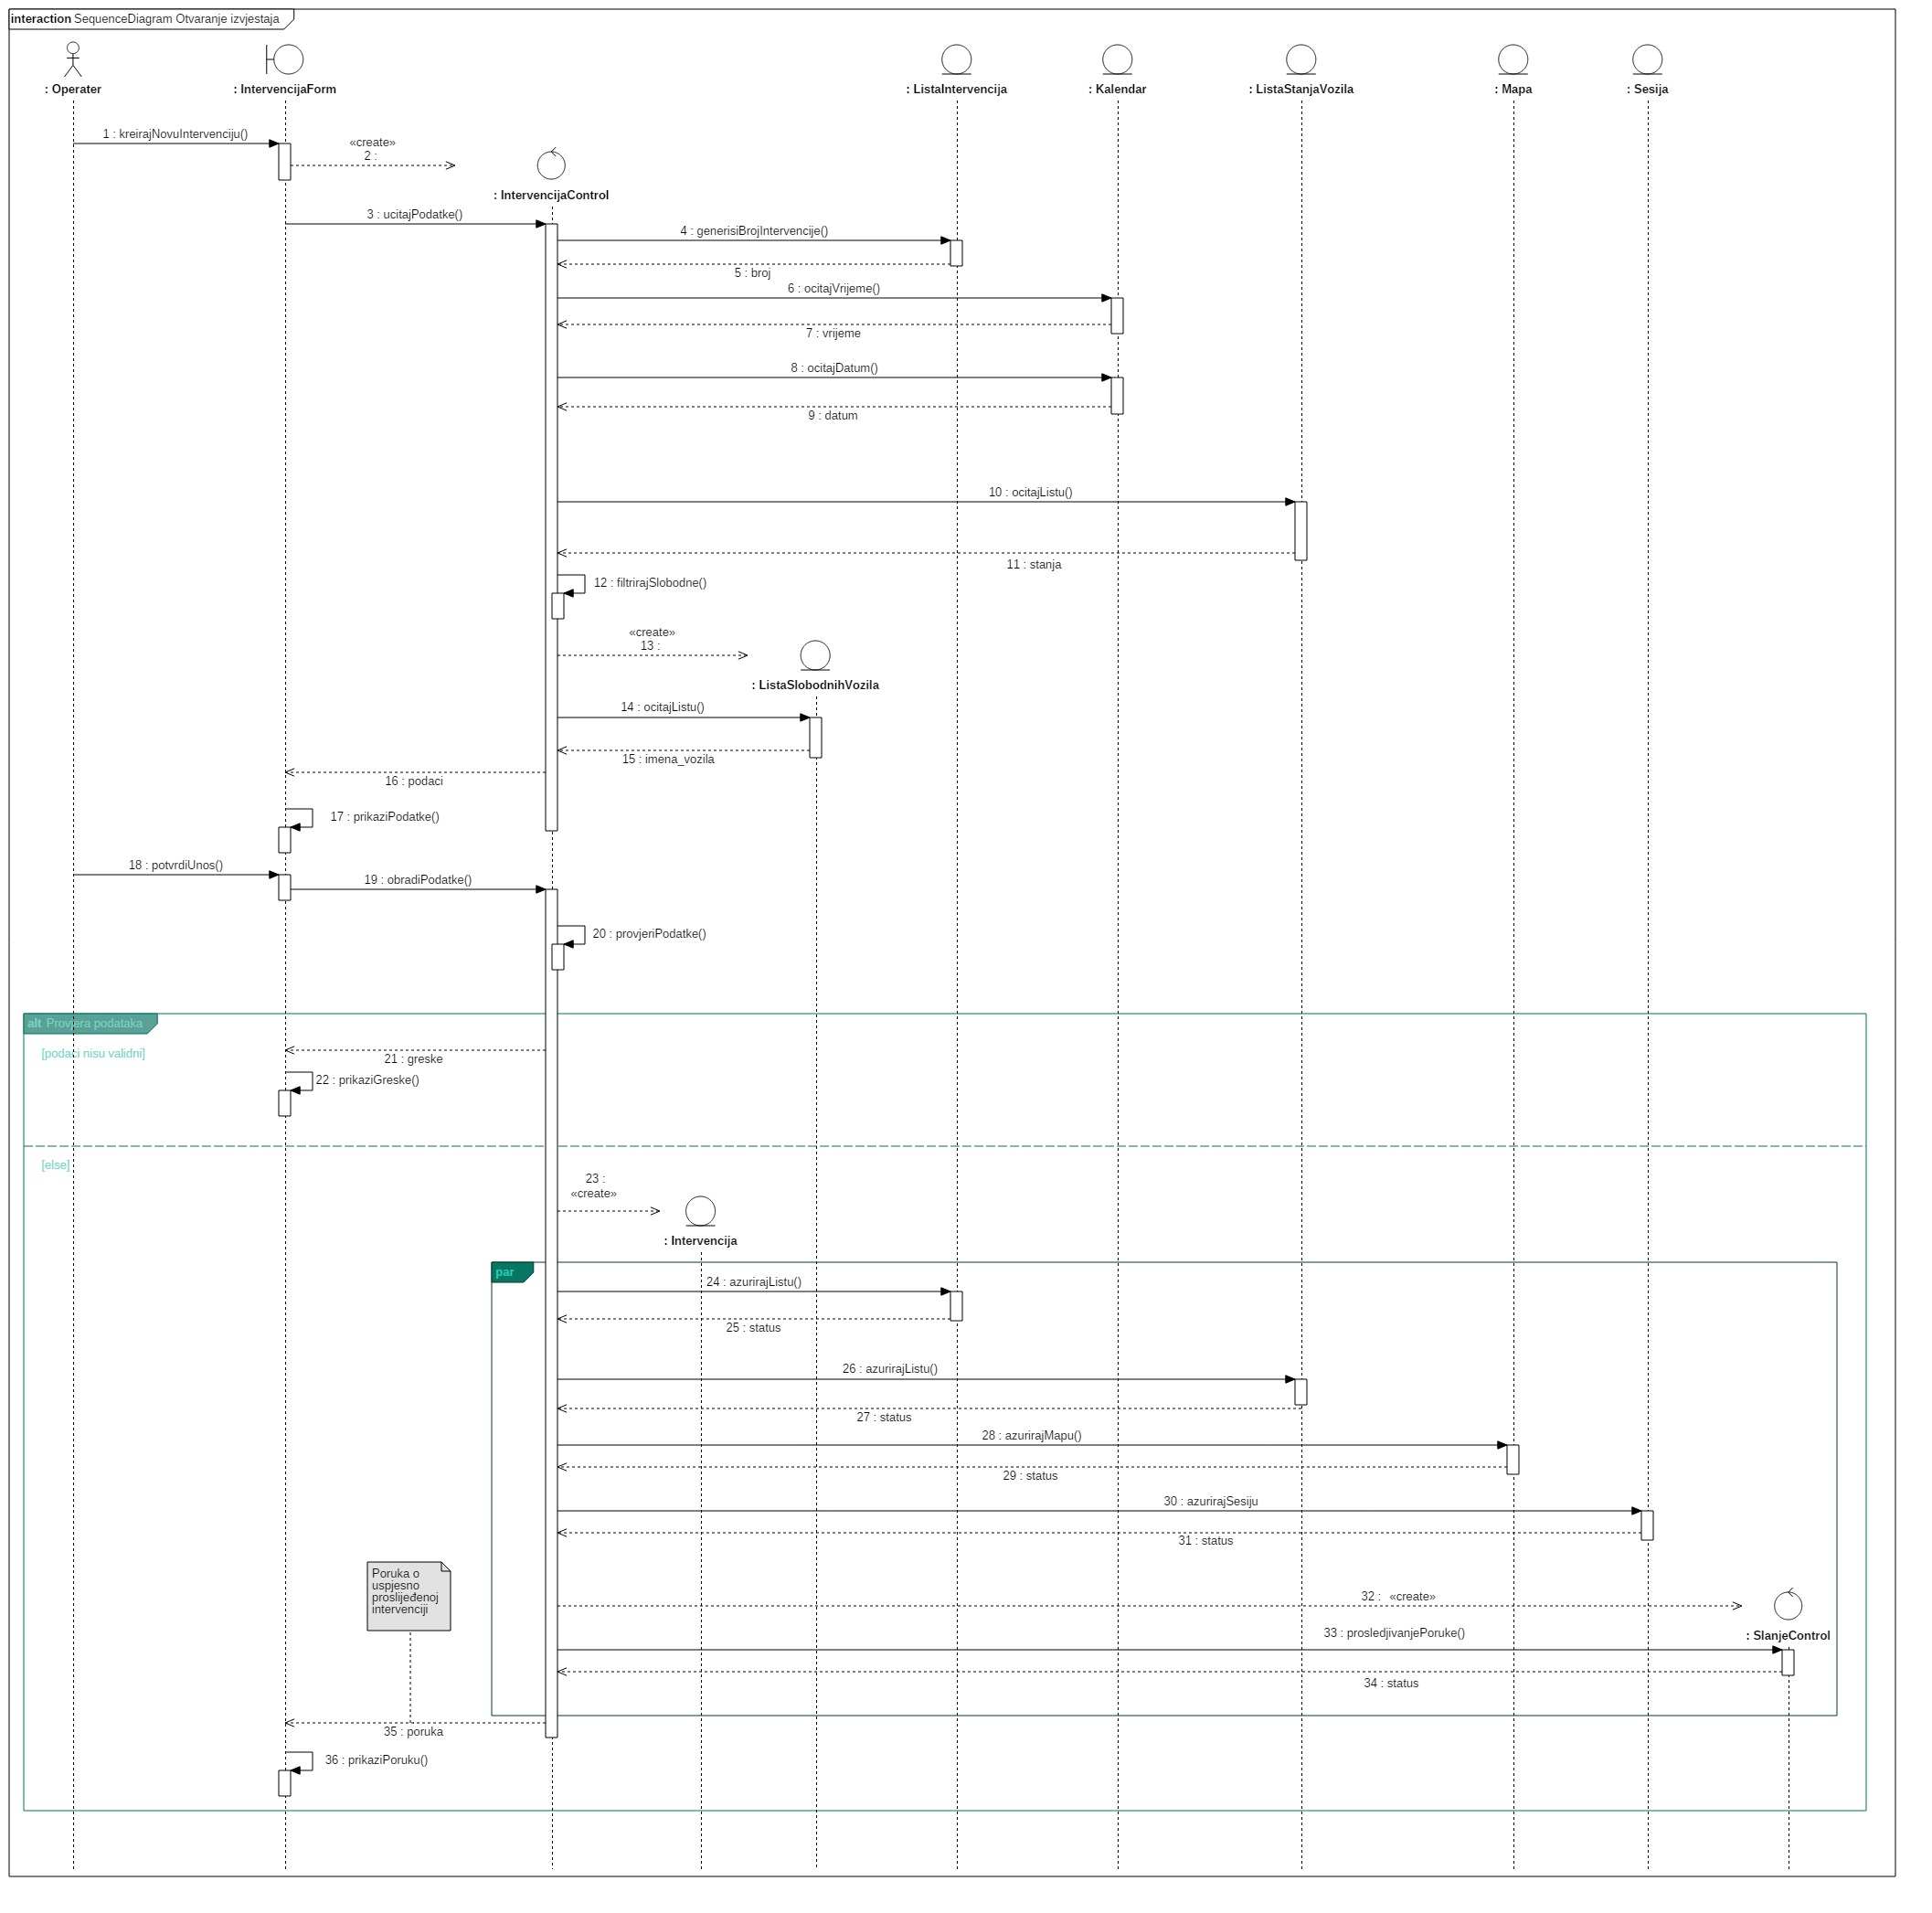 interaction SequenceDiagram Otvaranje izvjestaja
: Operater
: IntervencijaForm
: ListaIntervencija
: Kalendar
: ListaStanjaVozila
: Mapa
: Sesija
1 : kreirajNovuIntervenciju()
«create»
2 :
: IntervencijaControl
3 : ucitajPodatke()
4 : generisiBrojIntervencije()
5 : broj
6 : ocitajVrijeme()
7 : vrijeme
8 : ocitajDatum()
9 : datum
10 : ocitajListu()
11 : stanja
12 : filtrirajSlobodne()
«create»
13 :
: ListaSlobodnihVozila
14 : ocitajListu()
15 : imena_vozila
16 : podaci
17 : prikaziPodatke()
18 : potvrdiUnos()
19 : obradiPodatke()
20 : provjeriPodatke()
alt Provjera podataka
[podaci nisu validni]
21 : greske
22 : prikaziGreske()
[else]
23 :
«create»
: Intervencija
par
24 : azurirajListu()
25 : status
26 : azurirajListu()
27 : status
28 : azurirajMapu()
29 : status
30 : azurirajSesiju
31 : status
Poruka o
uspjesno
proslijeđenoj
intervenciji
32 : «create»
33 : prosledjivanjePoruke()
: SlanjeControl
34 : status
35 : poruka
36 : prikaziPoruku()